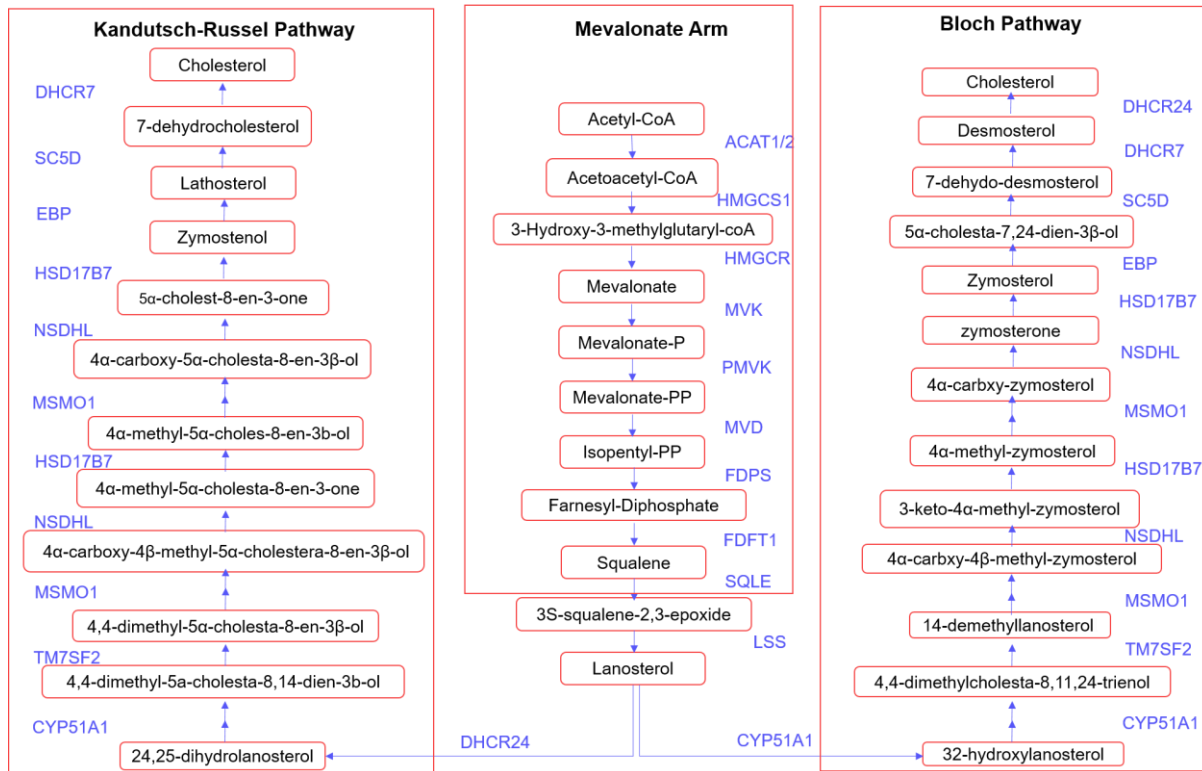 Kandutsch-Russel Pathway
Cholesterol
DHCR7
7-dehydrocholesterol
SC5D
Lathosterol
EBP
Zymostenol
HSD17B7
5α-cholest-8-en-3-one
NSDHL
4α-carboxy-5α-cholesta-8-en-3β-ol
MSMO1
4α-methyl-5α-choles-8-en-3b-ol
HSD17B7
4α-methyl-5α-cholesta-8-en-3-one
NSDHL
4α-carboxy-4β-methyl-5α-cholestera-8-en-3β-ol
MSMO1
4,4-dimethyl-5α-cholesta-8-en-3β-ol
TM7SF2
4,4-dimethyl-5a-cholesta-8,14-dien-3b-ol
CYP51A1
24,25-dihydrolanosterol
DHCR24
Mevalonate Arm
Acetyl-CoA
ACAT1/2
Acetoacetyl-CoA
HMGCS1
3-Hydroxy-3-methylglutaryl-coA
HMGCR
Mevalonate
MVK
Mevalonate-P
PMVK
Mevalonate-PP
MVD
Isopentyl-PP
FDPS
Farnesyl-Diphosphate
FDFT1
Squalene
SQLE
3S-squalene-2,3-epoxide
LSS
Lanosterol
CYP51A1
Bloch Pathway
Cholesterol
DHCR24
Desmosterol
DHCR7
7-dehydo-desmosterol
SC5D
5α-cholesta-7,24-dien-3β-ol
EBP
Zymosterol
HSD17B7
zymosterone
NSDHL
4α-carbxy-zymosterol
MSMO1
4α-methyl-zymosterol
HSD17B7
3-keto-4α-methyl-zymosterol
NSDHL
4α-carbxy-4β-methyl-zymosterol
MSMO1
14-demethyllanosterol
TM7SF2
4,4-dimethylcholesta-8,11,24-trienol
CYP51A1
32-hydroxylanosterol